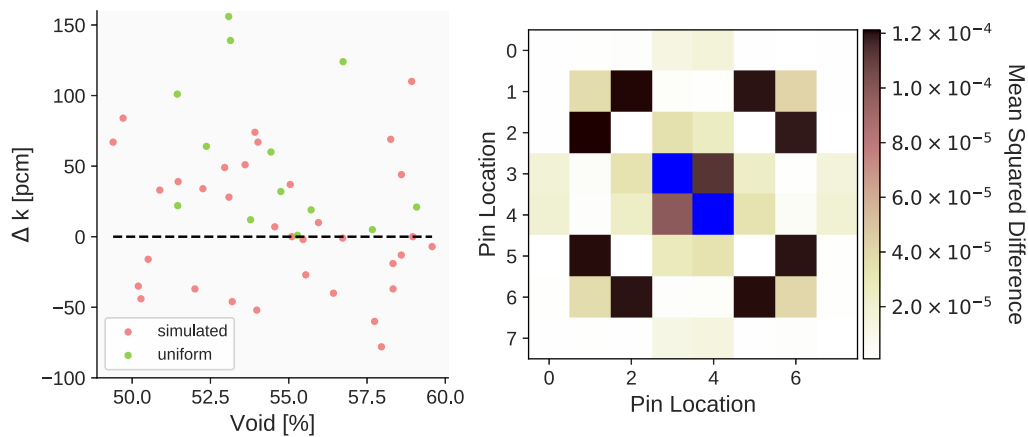 150
100
50
0
−50
−100
Δ k [pcm]
simulated
uniform
50.0 52.5 55.0 57.5 60.0
Void [%]
0
1
2
3
4
5
6
7
Pin Location
0 2 4 6
Pin Location
1.2 × 10⁻⁴
1.0 × 10⁻⁴
8.0 × 10⁻⁵
6.0 × 10⁻⁵
4.0 × 10⁻⁵
2.0 × 10⁻⁵
Mean Squared Difference